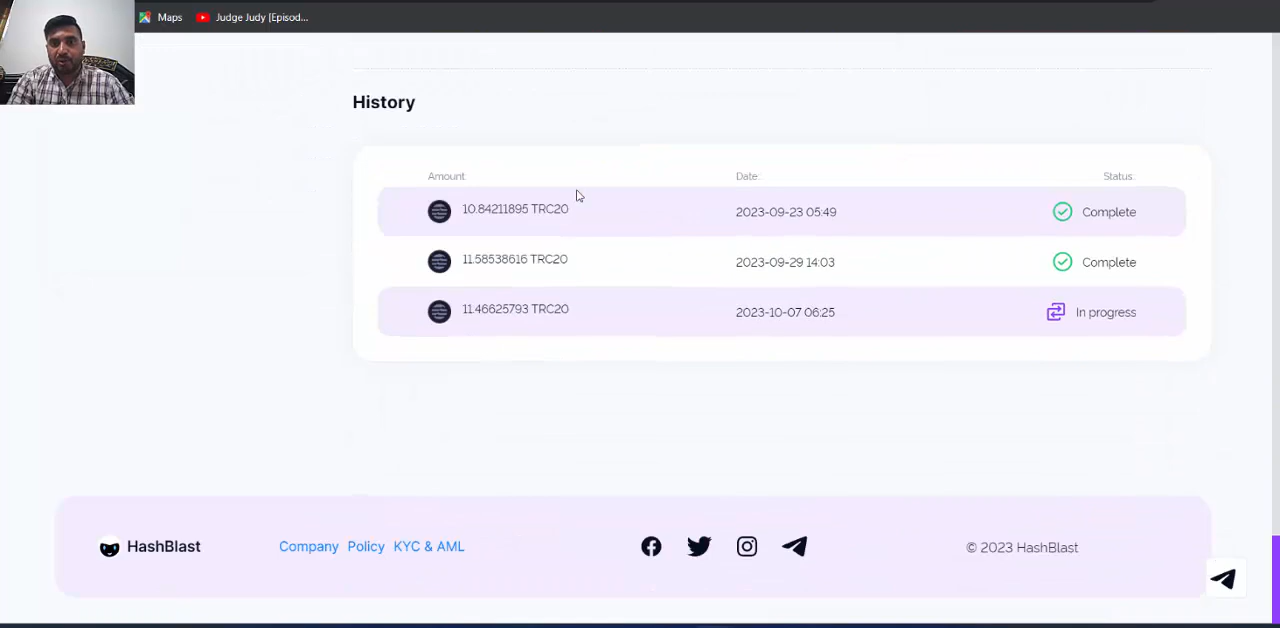 Maps Judge Judy [Episod...
History
Amount: Date: Status:
10.84211895 TRC20 2023-09-23 05:49 Complete
11.58538616 TRC20 2023-09-29 14:03 Complete
11.46625793 TRC20 2023-10-07 06:25 In progress
HashBlast Company Policy KYC & AML © 2023 HashBlast